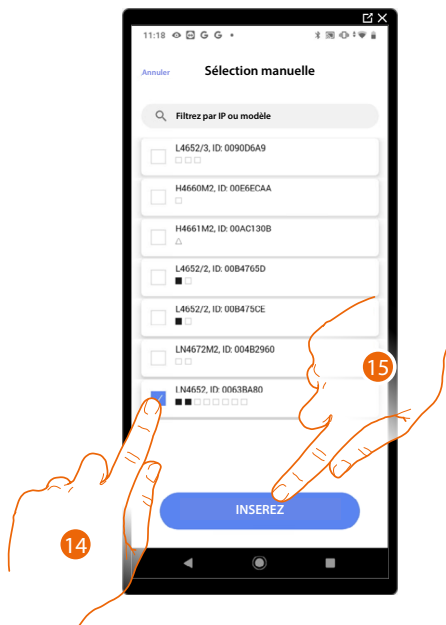 11:18 G G
Annuler Sélection manuelle
Filtrez par IP ou modèle
L4652/3, ID: 0090D6A9
H4660M2, ID: 00E6ECAA
H4661M2, ID: 00AC130B
L4652/2, ID: 00B4765D
L4652/2, ID: 00B475CE
LN4672M2, ID: 004B2960
LN4652, ID: 0063BA80
INSEREZ
14
15